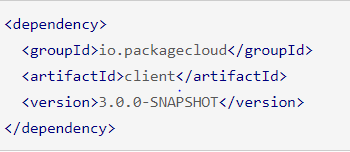 <dependency>
<groupId>io.packagecloud</groupId>
<artifactId>client</artifactId>
<version>3.0.0-SNAPSHOT</version>
</dependency>